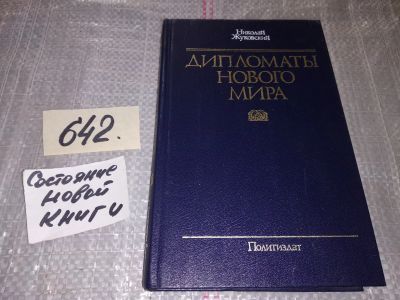 Николай
Жуковский
ДИПЛОМАТЫ
НОВОГО
МИРА
Политиздат
642.
Состояние
новой
книги